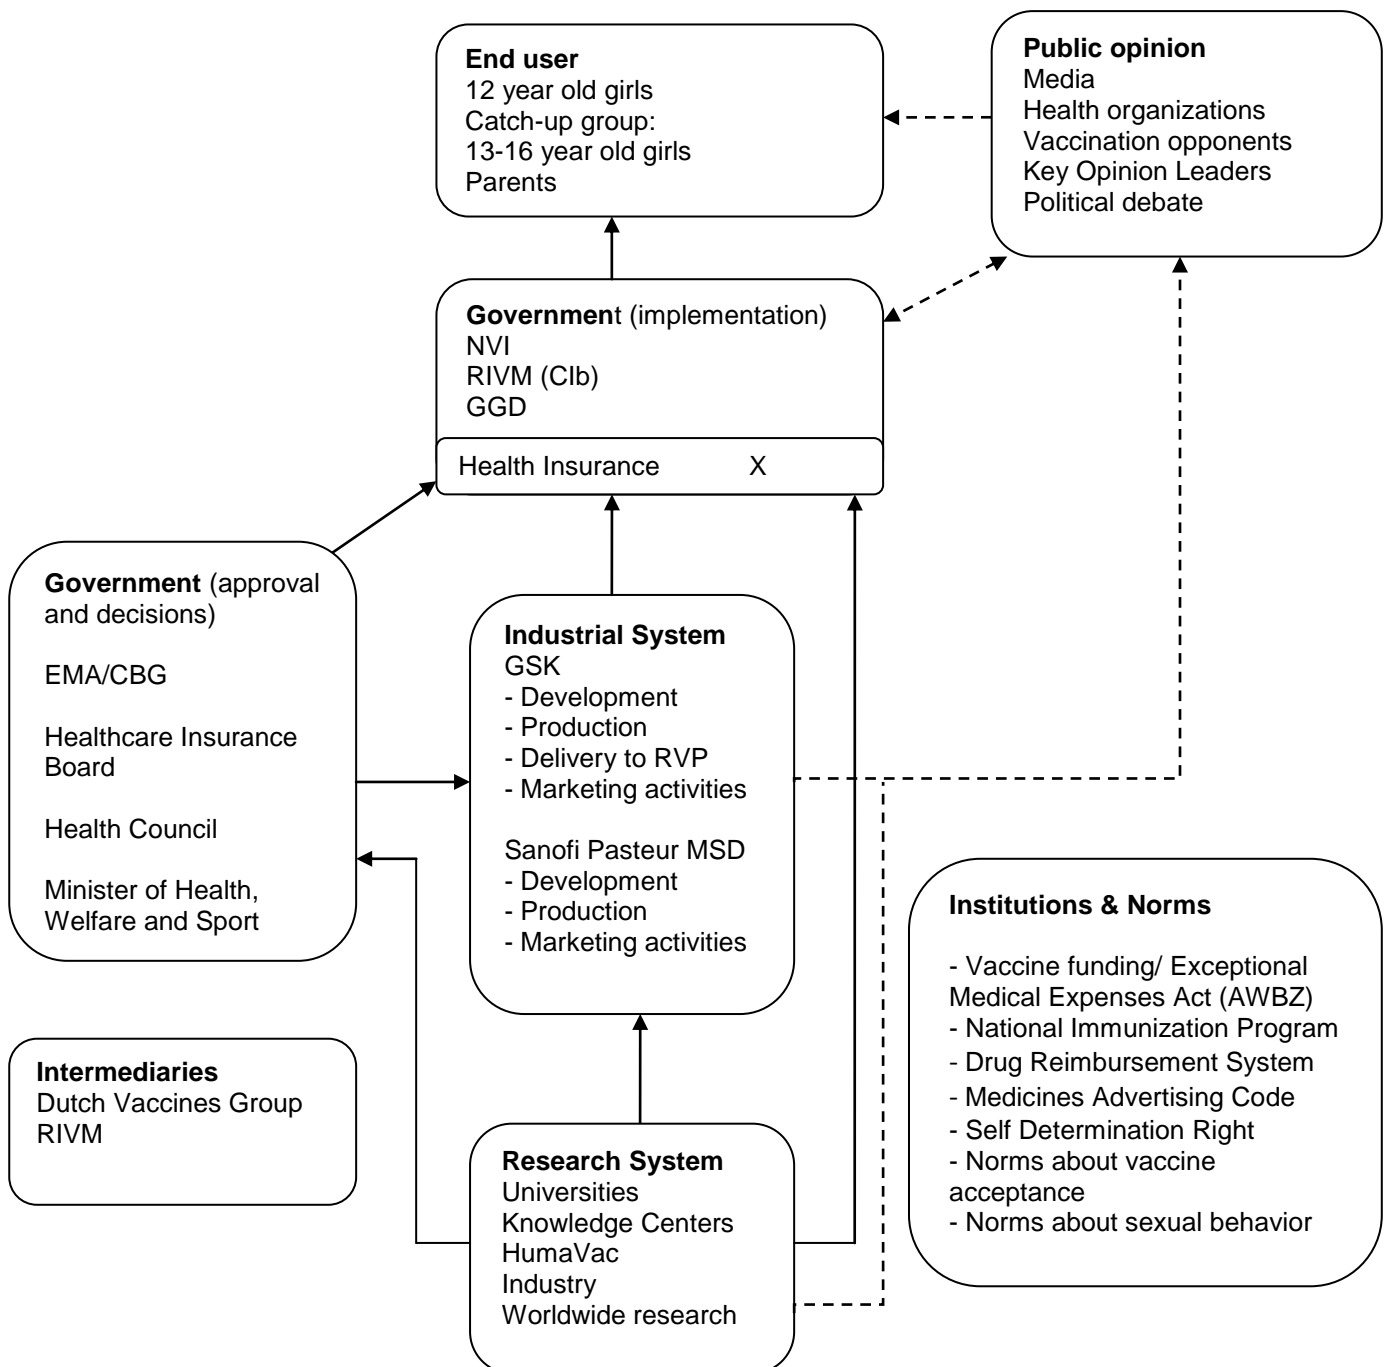 End user
12 year old girls
Catch-up group:
13-16 year old girls
Parents
Public opinion
Media
Health organizations
Vaccination opponents
Key Opinion Leaders
Political debate
Government (implementation)
NVI
RIVM (CIb)
GGD
Health Insurance X
Government (approval
and decisions)
EMA/CBG
Healthcare Insurance
Board
Health Council
Minister of Health,
Welfare and Sport
Industrial System
GSK
- Development
- Production
- Delivery to RVP
- Marketing activities
Sanofi Pasteur MSD
- Development
- Production
- Marketing activities
Institutions & Norms
- Vaccine funding/ Exceptional
Medical Expenses Act (AWBZ)
- National Immunization Program
- Drug Reimbursement System
- Medicines Advertising Code
- Self Determination Right
- Norms about vaccine
acceptance
- Norms about sexual behavior
Intermediaries
Dutch Vaccines Group
RIVM
Research System
Universities
Knowledge Centers
HumaVac
Industry
Worldwide research